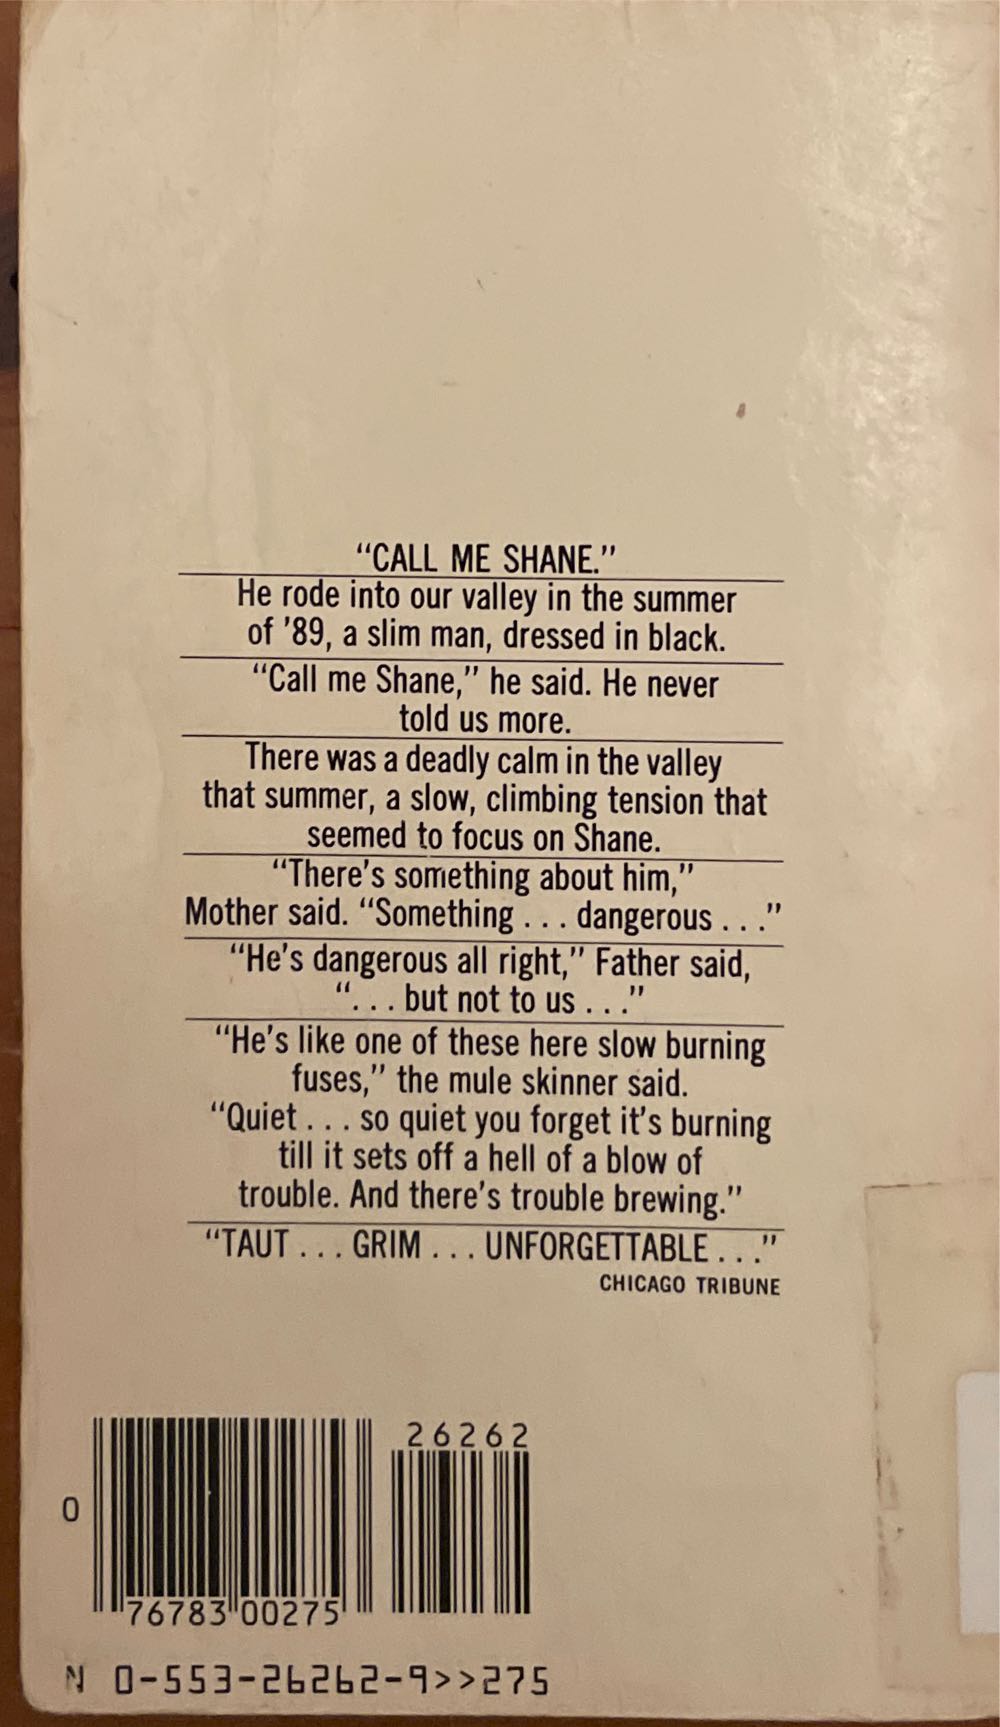 “CALL ME SHANE.”
He rode into our valley in the summer
of '89, a slim man, dressed in black.
“Call me Shane,” he said. He never
told us more.
There was a deadly calm in the valley
that summer, a slow, climbing tension that
seemed to focus on Shane.
“There's something about him,”
Mother said. “Something . . . dangerous . . .”
“He's dangerous all right,” Father said,
“. . . but not to us . . .”
“He's like one of these here slow burning
fuses,” the mule skinner said.
“Quiet . . . so quiet you forget it's burning
till it sets off a hell of a blow of
trouble. And there's trouble brewing.”
“TAUT . . . GRIM . . . UNFORGETTABLE . . .”
CHICAGO TRIBUNE
26262
0
76783 00275
N 0-553-26262-9>>275